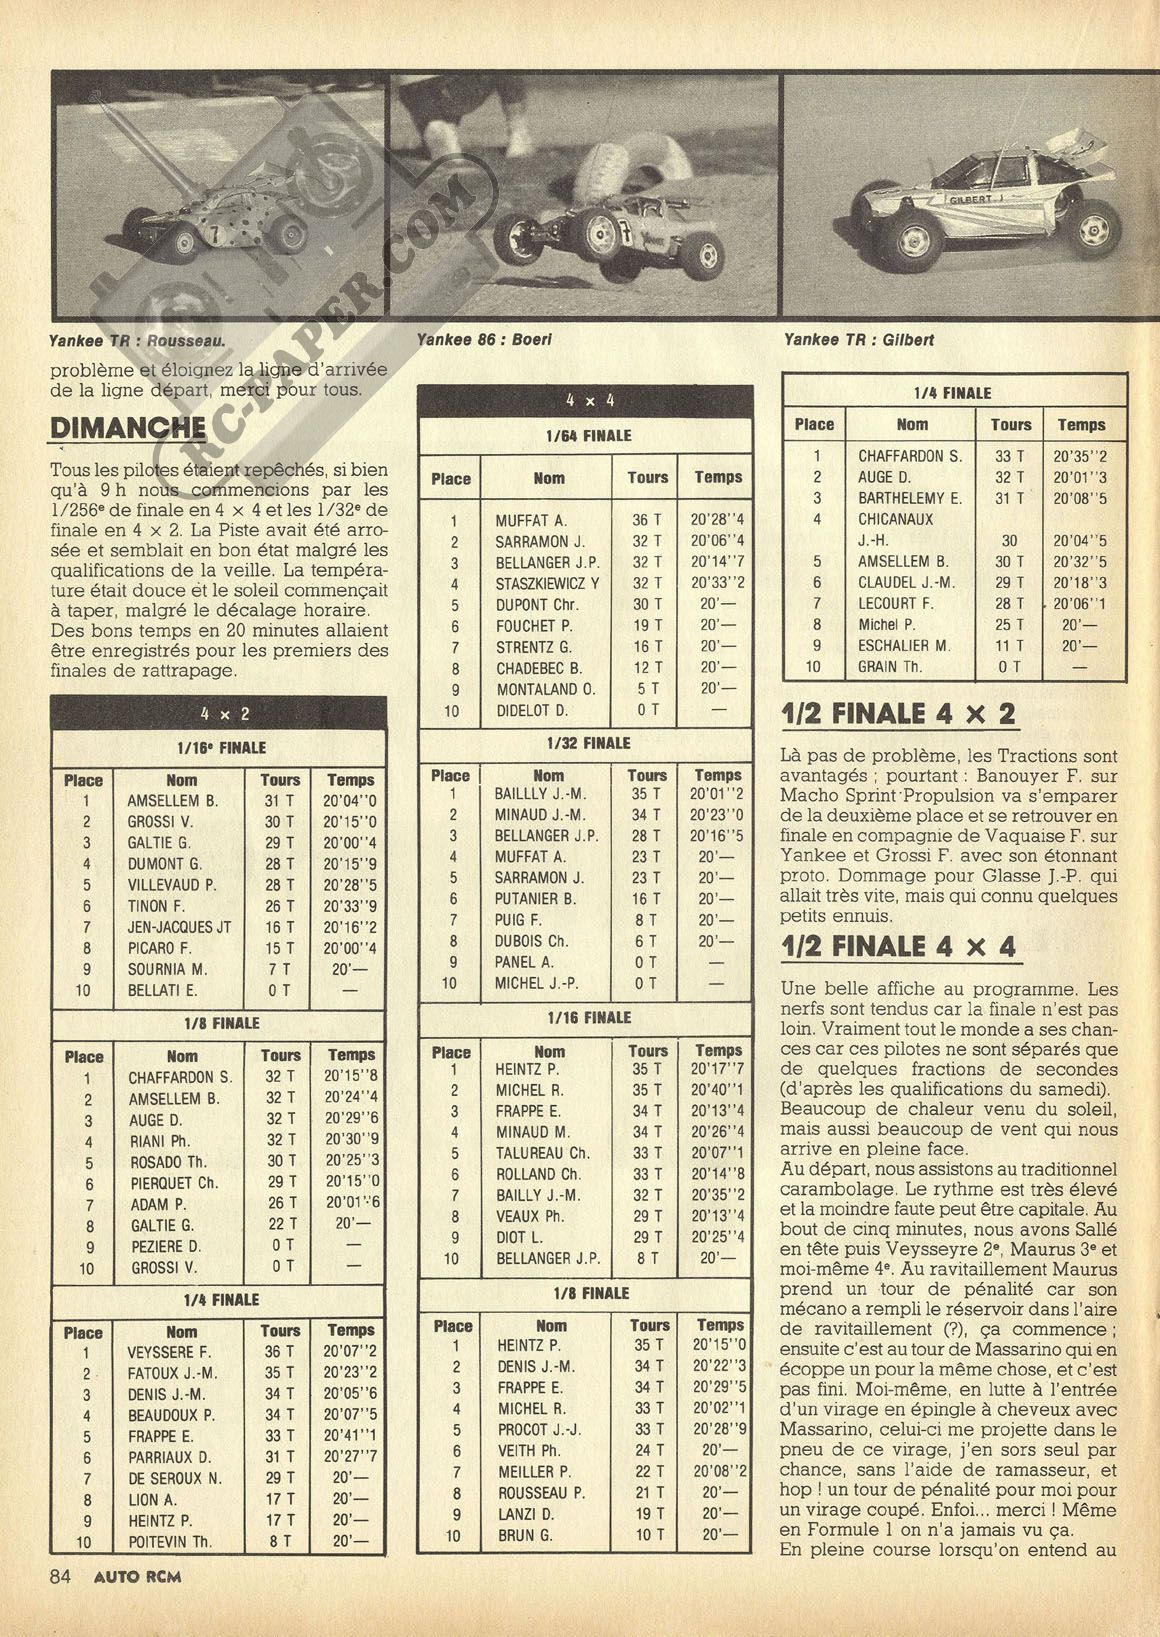 7
7
GILBERT J
RC-PAPER.COM
Yankee TR : Rousseau.
Yankee 86 : Boeri
Yankee TR : Gilbert
problème et éloignez la ligne d'arrivée
de la ligne départ, merci pour tous.
DIMANCHE
Tous les pilotes étaient repêchés, si bien
qu'à 9 h nous commencions par les
1/256e de finale en 4 × 4 et les 1/32e de
finale en 4 × 2. La Piste avait été arro-
sée et semblait en bon état malgré les
qualifications de la veille. La tempéra-
ture était douce et le soleil commençait
à taper, malgré le décalage horaire.
Des bons temps en 20 minutes allaient
être enregistrés pour les premiers des
finales de rattrapage.
4 × 2
1/16e FINALE
Place Nom Tours Temps
1 AMSELLEM B. 31 T 20'04''0
2 GROSSI V. 30 T 20'15''0
3 GALTIE G. 29 T 20'00''4
4 DUMONT G. 28 T 20'15''9
5 VILLEVAUD P. 28 T 20'28''5
6 TINON F. 26 T 20'33''9
7 JEN-JACQUES JT 16 T 20'16''2
8 PICARO F. 15 T 20'00''4
9 SOURNIA M. 7 T 20'—
10 BELLATI E. 0 T —
1/8 FINALE
Place Nom Tours Temps
1 CHAFFARDON S. 32 T 20'15''8
2 AMSELLEM B. 32 T 20'24''4
3 AUGE D. 32 T 20'29''6
4 RIANI Ph. 32 T 20'30''9
5 ROSADO Th. 30 T 20'25''3
6 PIERQUET Ch. 29 T 20'15''0
7 ADAM P. 26 T 20'01''6
8 GALTIE G. 22 T 20'—
9 PEZIERE D. 0 T —
10 GROSSI V. 0 T —
1/4 FINALE
Place Nom Tours Temps
1 VEYSSERE F. 36 T 20'07''2
2 FATOUX J.-M. 35 T 20'23''2
3 DENIS J.-M. 34 T 20'05''6
4 BEAUDOUX P. 34 T 20'07''5
5 FRAPPE E. 33 T 20'41''1
6 PARRIAUX D. 31 T 20'27''7
7 DE SEROUX N. 29 T 20'—
8 LION A. 17 T 20'—
9 HEINTZ P. 17 T 20'—
10 POITEVIN Th. 8 T 20'—
4 × 4
1/64 FINALE
Place Nom Tours Temps
1 MUFFAT A. 36 T 20'28''4
2 SARRAMON J. 32 T 20'06''4
3 BELLANGER J.P. 32 T 20'14''7
4 STASZKIEWICZ Y 32 T 20'33''2
5 DUPONT Chr. 30 T 20'—
6 FOUCHET P. 19 T 20'—
7 STRENTZ G. 16 T 20'—
8 CHADEBEC B. 12 T 20'—
9 MONTALAND O. 5 T 20'—
10 DIDELOT D. 0 T —
1/32 FINALE
Place Nom Tours Temps
1 BAILLLY J.-M. 35 T 20'01''2
2 MINAUD J.-M. 34 T 20'23''0
3 BELLANGER J.P. 28 T 20'16''5
4 MUFFAT A. 23 T 20'—
5 SARRAMON J. 23 T 20'—
6 PUTANIER B. 16 T 20'—
7 PUIG F. 8 T 20'—
8 DUBOIS Ch. 6 T 20'—
9 PANEL A. 0 T —
10 MICHEL J.-P. 0 T —
1/16 FINALE
Place Nom Tours Temps
1 HEINTZ P. 35 T 20'17''7
2 MICHEL R. 35 T 20'40''1
3 FRAPPE E. 34 T 20'13''4
4 MINAUD M. 34 T 20'26''4
5 TALUREAU Ch. 33 T 20'07''1
6 ROLLAND Ch. 33 T 20'14''8
7 BAILLY J.-M. 32 T 20'35''2
8 VEAUX Ph. 29 T 20'13''4
9 DIOT L. 29 T 20'25''4
10 BELLANGER J.P. 8 T 20'—
1/8 FINALE
Place Nom Tours Temps
1 HEINTZ P. 35 T 20'15''0
2 DENIS J.-M. 34 T 20'22''3
3 FRAPPE E. 34 T 20'29''5
4 MICHEL R. 33 T 20'02''1
5 PROCOT J.-J. 33 T 20'28''9
6 VEITH Ph. 24 T 20'—
7 MEILLER P. 22 T 20'08''2
8 ROUSSEAU P. 21 T 20'—
9 LANZI D. 19 T 20'—
10 BRUN G. 10 T 20'—
1/4 FINALE
Place Nom Tours Temps
1 CHAFFARDON S. 33 T 20'35''2
2 AUGE D. 32 T 20'01''3
3 BARTHELEMY E. 31 T 20'08''5
4 CHICANAUX
J.-H. 30 20'04''5
5 AMSELLEM B. 30 T 20'32''5
6 CLAUDEL J.-M. 29 T 20'18''3
7 LECOURT F. 28 T 20'06''1
8 Michel P. 25 T 20'—
9 ESCHALIER M. 11 T 20'—
10 GRAIN Th. 0 T —
1/2 FINALE 4 × 2
Là pas de problème, les Tractions sont
avantagés ; pourtant : Banouyer F. sur
Macho Sprint Propulsion va s'emparer
de la deuxième place et se retrouver en
finale en compagnie de Vaquaise F. sur
Yankee et Grossi F. avec son étonnant
proto. Dommage pour Glasse J.-P. qui
allait très vite, mais qui connu quelques
petits ennuis.
1/2 FINALE 4 × 4
Une belle affiche au programme. Les
nerfs sont tendus car la finale n'est pas
loin. Vraiment tout le monde a ses chan-
ces car ces pilotes ne sont séparés que
de quelques fractions de secondes
(d'après les qualifications du samedi).
Beaucoup de chaleur venu du soleil,
mais aussi beaucoup de vent qui nous
arrive en pleine face.
Au départ, nous assistons au traditionnel
carambolage. Le rythme est très élevé
et la moindre faute peut être capitale. Au
bout de cinq minutes, nous avons Sallé
en tête puis Veysseyre 2e, Maurus 3e et
moi-même 4e. Au ravitaillement Maurus
prend un tour de pénalité car son
mécano a rempli le réservoir dans l'aire
de ravitaillement (?), ça commence ;
ensuite c'est au tour de Massarino qui en
écoppe un pour la même chose, et c'est
pas fini. Moi-même, en lutte à l'entrée
d'un virage en épingle à cheveux avec
Massarino, celui-ci me projette dans le
pneu de ce virage, j'en sors seul par
chance, sans l'aide de ramasseur, et
hop ! un tour de pénalité pour moi pour
un virage coupé. Enfoi... merci ! Même
en Formule 1 on n'a jamais vu ça.
En pleine course lorsqu'on entend au
84 AUTO RCM